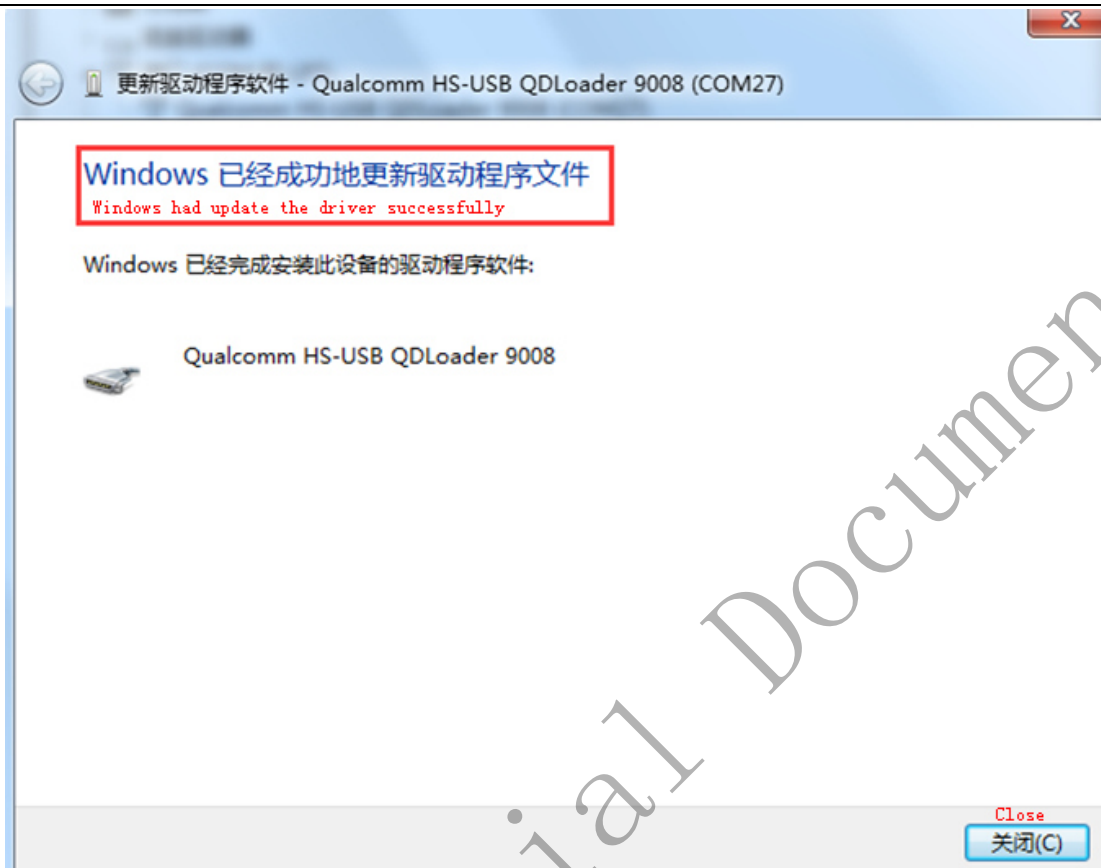 更新驱动程序软件 - Qualcomm HS-USB QDLoader 9008 (COM27)
Windows 已经成功地更新驱动程序文件
Windows had update the driver successfully
Windows 已经完成安装此设备的驱动程序软件:
Qualcomm HS-USB QDLoader 9008
ial Documen
Close
关闭(C)